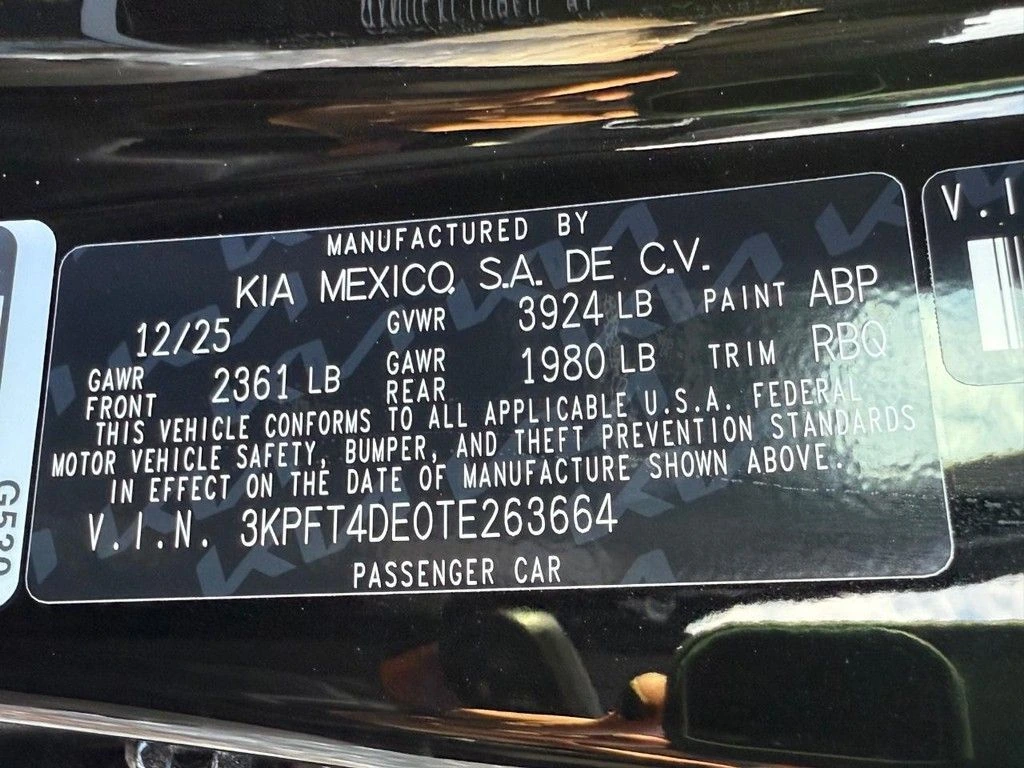 MANUFACTURED BY
KIA MEXICO, S.A. DE C.V.
12/25 GVWR 3924 LB PAINT ABP
GAWR FRONT 2361 LB GAWR REAR 1980 LB TRIM RBQ
THIS VEHICLE CONFORMS TO ALL APPLICABLE U.S.A. FEDERAL
MOTOR VEHICLE SAFETY, BUMPER, AND THEFT PREVENTION STANDARDS
IN EFFECT ON THE DATE OF MANUFACTURE SHOWN ABOVE.
V.I.N. 3KPFT4DE0TE263664
PASSENGER CAR
V.I